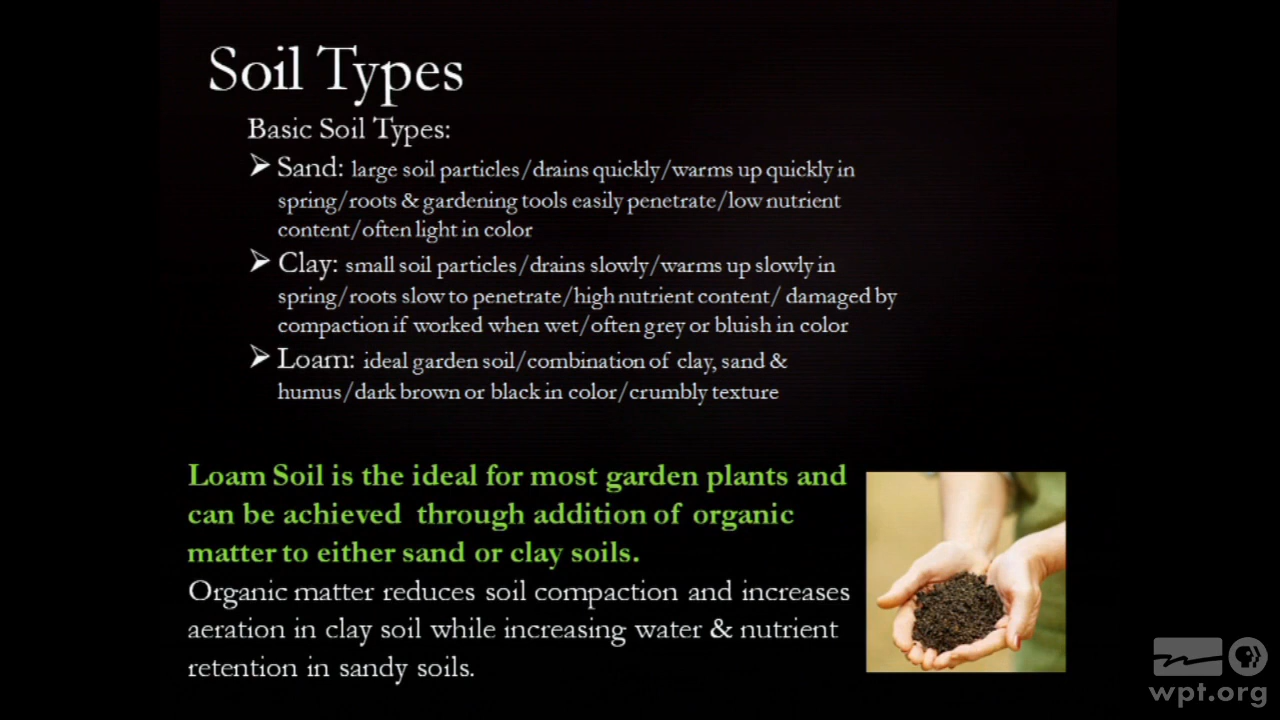 Soil Types
Basic Soil Types:
➢ Sand: large soil particles/drains quickly/warms up quickly in
spring/roots & gardening tools easily penetrate/low nutrient
content/often light in color
➢ Clay: small soil particles/drains slowly/warms up slowly in
spring/roots slow to penetrate/high nutrient content/ damaged by
compaction if worked when wet/often grey or bluish in color
➢ Loam: ideal garden soil/combination of clay, sand &
humus/dark brown or black in color/crumbly texture
Loam Soil is the ideal for most garden plants and
can be achieved through addition of organic
matter to either sand or clay soils.
Organic matter reduces soil compaction and increases
aeration in clay soil while increasing water & nutrient
retention in sandy soils.
wpt.org